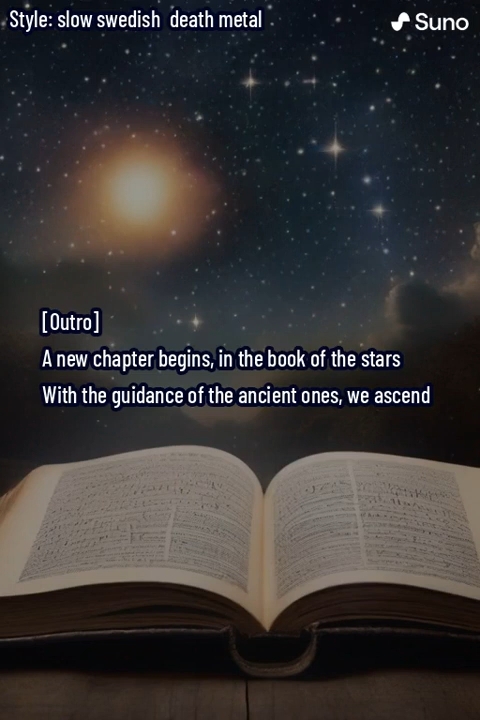 Style: slow swedish  death metal
Suno
[Outro]
A new chapter begins, in the book of the stars
With the guidance of the ancient ones, we ascend